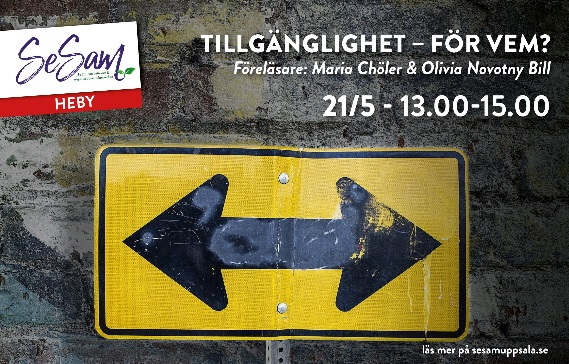 SeSam
HEBY
TILLGÄNGLIGHET – FÖR VEM?
Föreläsare: Maria Chöler & Olivia Novotny Bill
21/5 - 13.00-15.00
läs mer på sesamuppsala.se